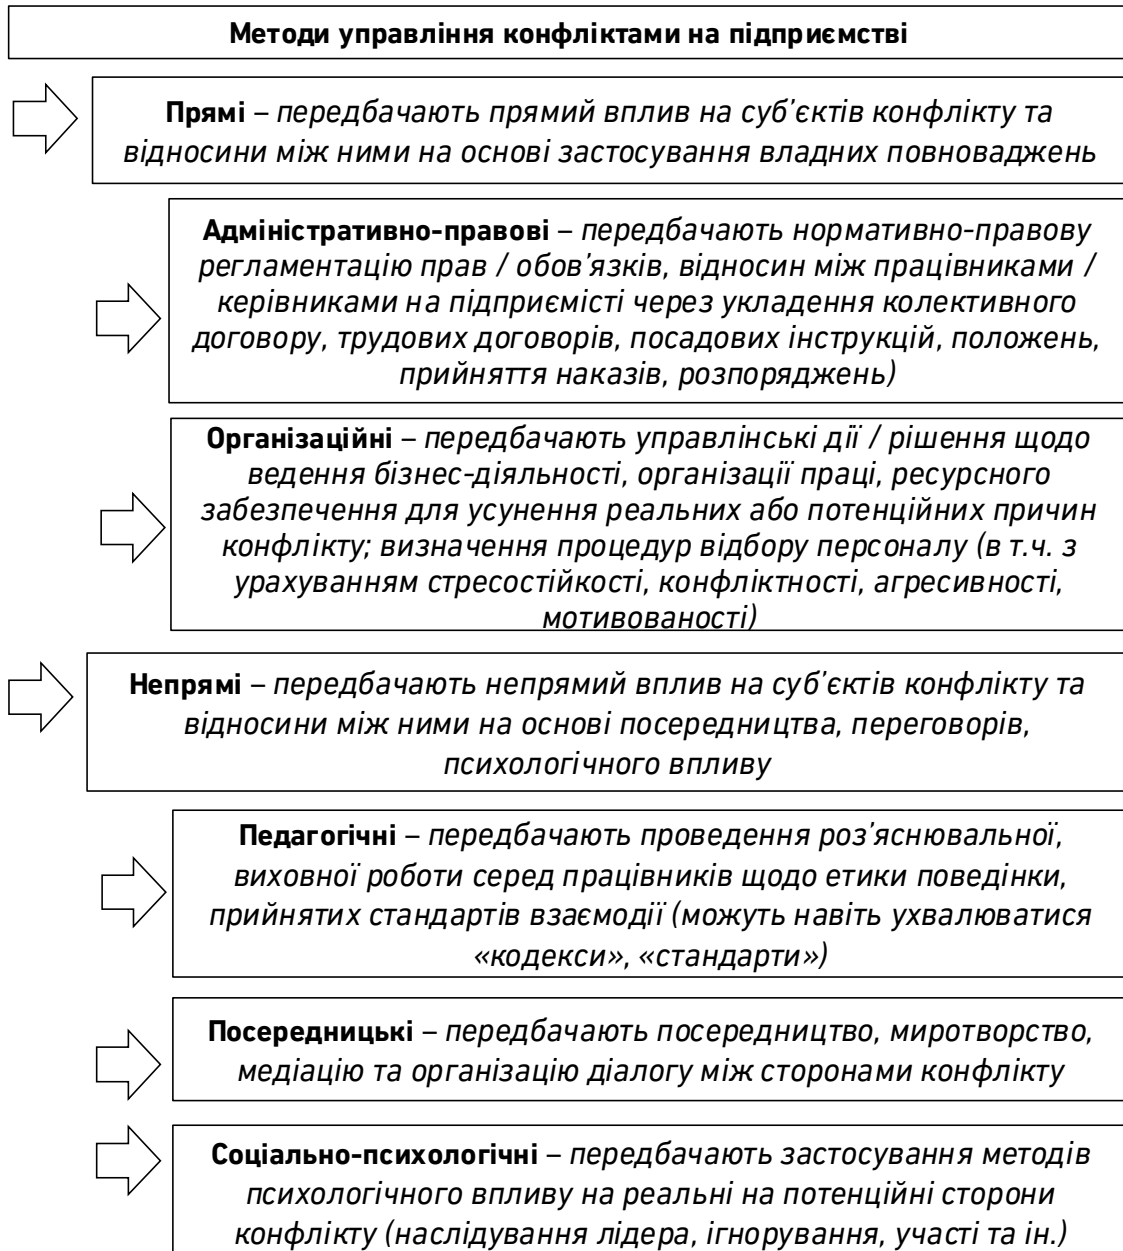 Методи управління конфліктами на підприємстві
Прямі – передбачають прямий вплив на суб’єктів конфлікту та
відносини між ними на основі застосування владних повноваджень
Адміністративно-правові – передбачають нормативно-правову
регламентацію прав / обов’язків, відносин між працівниками /
керівниками на підприємісті через укладення колективного
договору, трудових договорів, посадових інструкцій, положень,
прийняття наказів, розпоряджень)
Організаційні – передбачають управлінські дії / рішення щодо
ведення бізнес-діяльності, організації праці, ресурсного
забезпечення для усунення реальних або потенційних причин
конфлікту; визначення процедур відбору персоналу (в т.ч. з
урахуванням стресостійкості, конфліктності, агресивності,
мотивованості)
Непрямі – передбачають непрямий вплив на суб’єктів конфлікту та
відносини між ними на основі посередництва, переговорів,
психологічного впливу
Педагогічні – передбачають проведення роз’яснювальної,
виховної роботи серед працівників щодо етики поведінки,
прийнятих стандартів взаємодії (можуть навіть ухвалюватися
«кодекси», «стандарти»)
Посередницькі – передбачають посередництво, миротворство,
медіацію та організацію діалогу між сторонами конфлікту
Соціально-психологічні – передбачають застосування методів
психологічного впливу на реальні на потенційні сторони
конфлікту (наслідування лідера, ігнорування, участі та ін.)